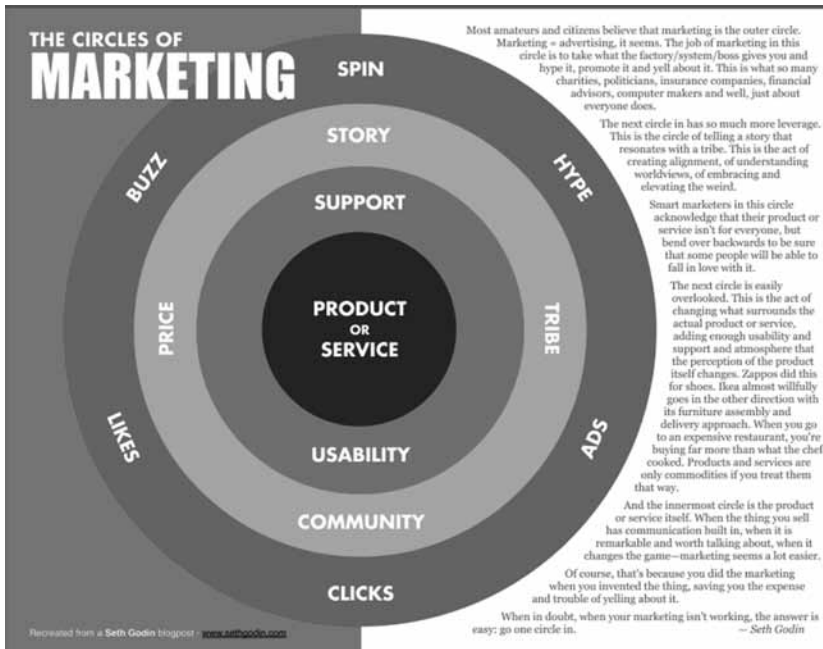 THE CIRCLES OF
MARKETING
SPIN
BUZZ
HYPE
STORY
SUPPORT
PRODUCT
OR
SERVICE
PRICE
TRIBE
LIKES
ADS
USABILITY
COMMUNITY
CLICKS
Recreated from a Seth Godin blogpost - www.sethgodin.com
Most amateurs and citizens believe that marketing is the outer circle.
Marketing = advertising, it seems. The job of marketing in this
circle is to take what the factory/system/boss gives you and
hype it, promote it and yell about it. This is what so many
charities, politicians, insurance companies, financial
advisors, computer makers and well, just about
everyone does.
The next circle in has so much more leverage.
This is the circle of telling a story that
resonates with a tribe. This is the act of
creating alignment, of understanding
worldviews, of embracing and
elevating the weird.
Smart marketers in this circle
acknowledge that their product or
service isn't for everyone, but
bend over backwards to be sure
that some people will be able to
fall in love with it.
The next circle is easily
overlooked. This is the act of
changing what surrounds the
actual product or service,
adding enough usability and
support and atmosphere that
the perception of the product
itself changes. Zappos did this
for shoes. Ikea almost willfully
goes in the other direction with
its furniture assembly and
delivery approach. When you go
to an expensive restaurant, you're
buying far more than what the chef
cooked. Products and services are
only commodities if you treat them
that way.
And the innermost circle is the product
or service itself. When the thing you sell
has communication built in, when it is
remarkable and worth talking about, when it
changes the game—marketing seems a lot easier.
Of course, that's because you did the marketing
when you invented the thing, saving you the expense
and trouble of yelling about it.
When in doubt, when your marketing isn't working, the answer is
easy: go one circle in. — Seth Godin